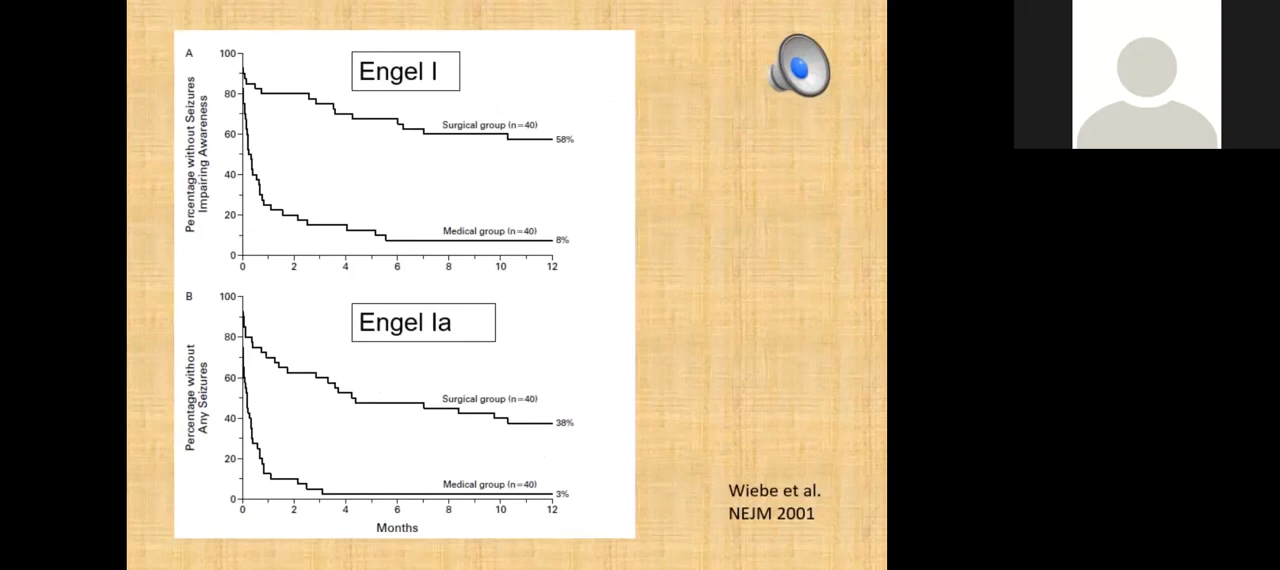 A
Engel I
Percentage without Seizures
Impairing Awareness
100
80
60
40
20
0
Surgical group (n=40)
58%
Medical group (n=40)
8%
0 2 4 6 8 10 12
B
Engel Ia
Percentage without
Any Seizures
100
80
60
40
20
0
Surgical group (n=40)
38%
Medical group (n=40)
3%
0 2 4 6 8 10 12
Months
Wiebe et al.
NEJM 2001